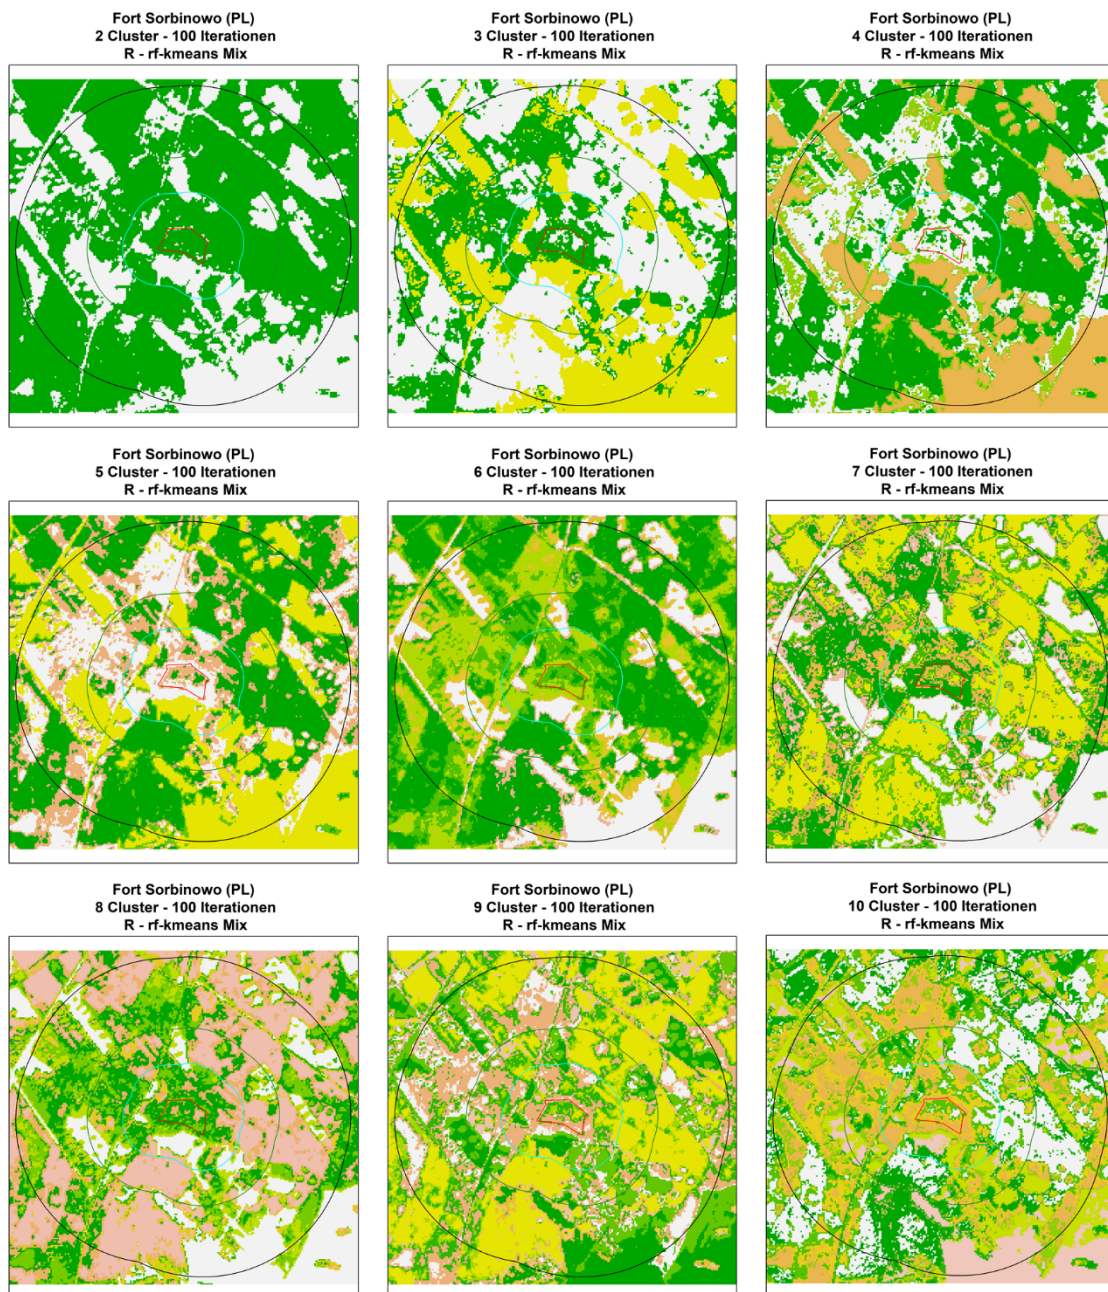 Fort Sorbinowo (PL)
2 Cluster - 100 Iterationen
R - rf-kmeans Mix
Fort Sorbinowo (PL)
3 Cluster - 100 Iterationen
R - rf-kmeans Mix
Fort Sorbinowo (PL)
4 Cluster - 100 Iterationen
R - rf-kmeans Mix
Fort Sorbinowo (PL)
5 Cluster - 100 Iterationen
R - rf-kmeans Mix
Fort Sorbinowo (PL)
6 Cluster - 100 Iterationen
R - rf-kmeans Mix
Fort Sorbinowo (PL)
7 Cluster - 100 Iterationen
R - rf-kmeans Mix
Fort Sorbinowo (PL)
8 Cluster - 100 Iterationen
R - rf-kmeans Mix
Fort Sorbinowo (PL)
9 Cluster - 100 Iterationen
R - rf-kmeans Mix
Fort Sorbinowo (PL)
10 Cluster - 100 Iterationen
R - rf-kmeans Mix